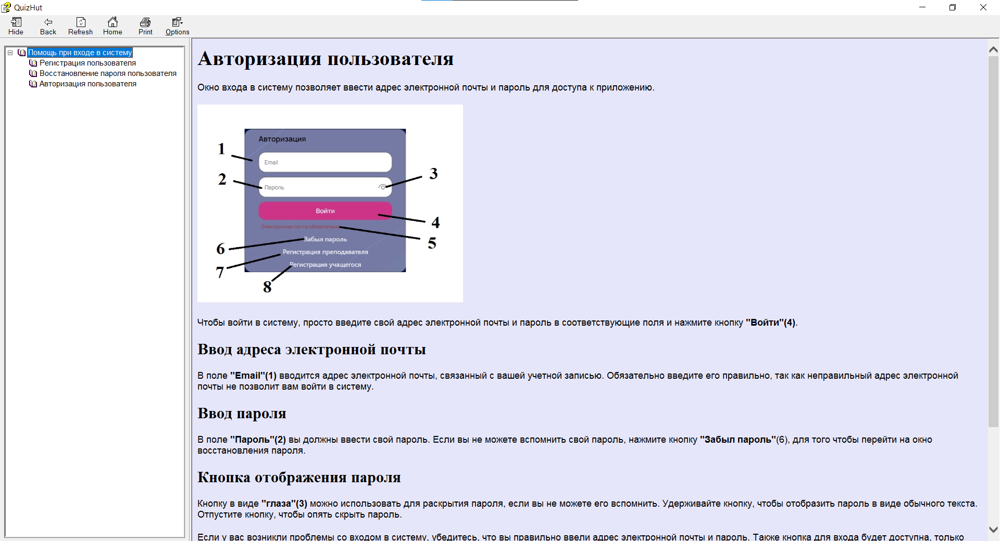 QuizHut
Hide Back Refresh Home Print Options
Помощь при входе в систему
Регистрация пользователя
Восстановление пароля пользователя
Авторизация пользователя
Авторизация пользователя
Окно входа в систему позволяет ввести адрес электронной почты и пароль для доступа к приложению.
Авторизация
1
Email
2
Пароль
3
Войти
4
Электронная почта обязательна
5
6
Забыл пароль
Регистрация преподавателя
7
Регистрация учащегося
8
Чтобы войти в систему, просто введите свой адрес электронной почты и пароль в соответствующие поля и нажмите кнопку "Войти"(4).
Ввод адреса электронной почты
В поле "Email"(1) вводится адрес электронной почты, связанный с вашей учетной записью. Обязательно введите его правильно, так как неправильный адрес электронной
почты не позволит вам войти в систему.
Ввод пароля
В поле "Пароль"(2) вы должны ввести свой пароль. Если вы не можете вспомнить свой пароль, нажмите кнопку "Забыл пароль"(6), для того чтобы перейти на окно
восстановления пароля.
Кнопка отображения пароля
Кнопку в виде "глаза"(3) можно использовать для раскрытия пароля, если вы не можете его вспомнить. Удерживайте кнопку, чтобы отобразить пароль в виде обычного текста.
Отпустите кнопку, чтобы опять скрыть пароль.
Если у вас возникли проблемы со входом в систему, убедитесь, что вы правильно ввели адрес электронной почты и пароль. Также кнопка для входа будет доступна, только